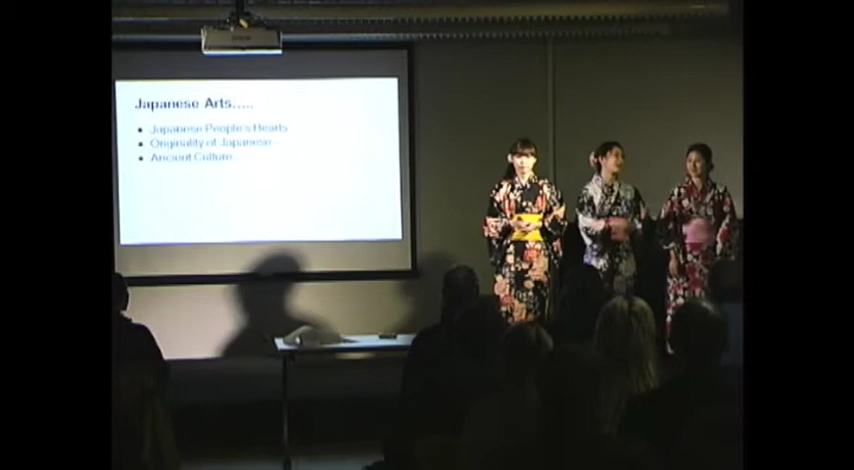 Japanese Arts.....
• Japanese People's Hearts
• Originality of Japanese
• Ancient Culture